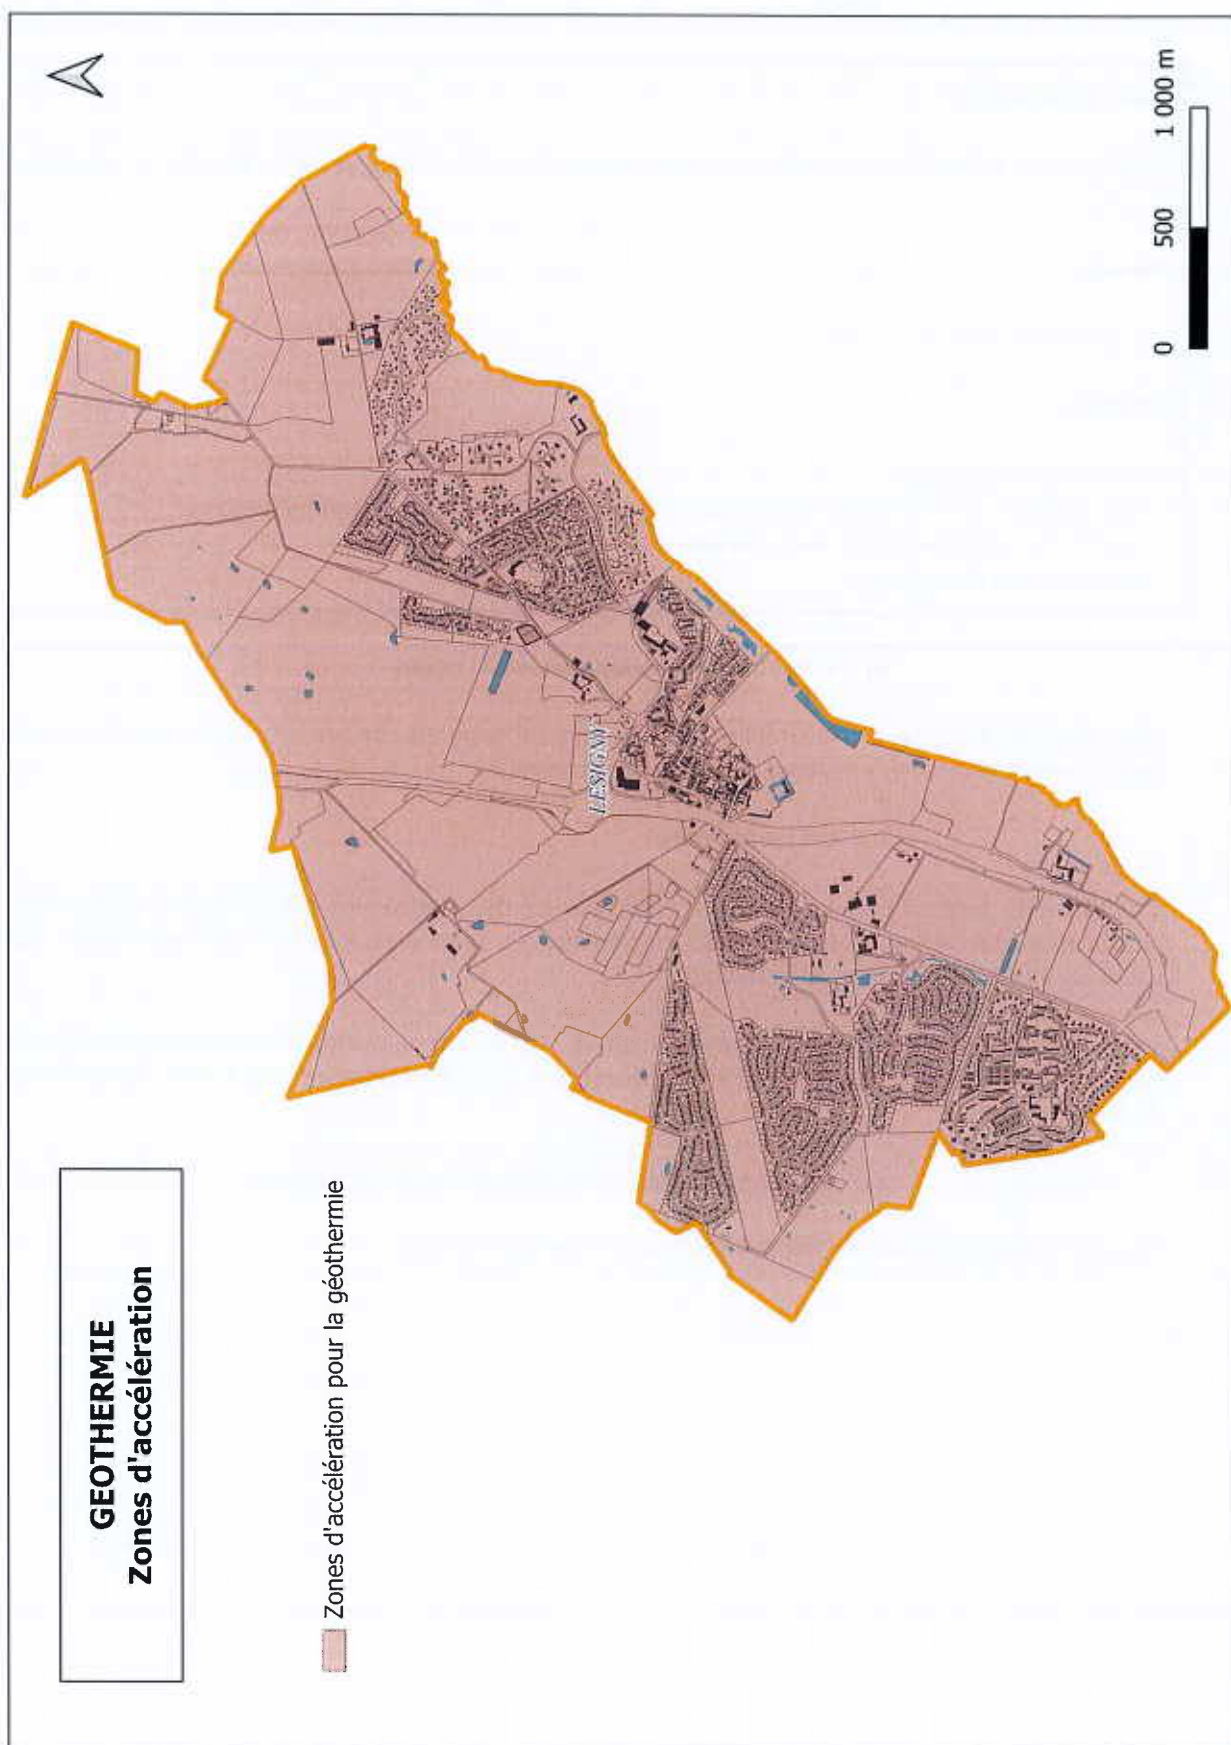 GEOTHERMIE
Zones d'accélération
Zones d'accélération pour la géothermie
LESIGNY
0 500 1 000 m